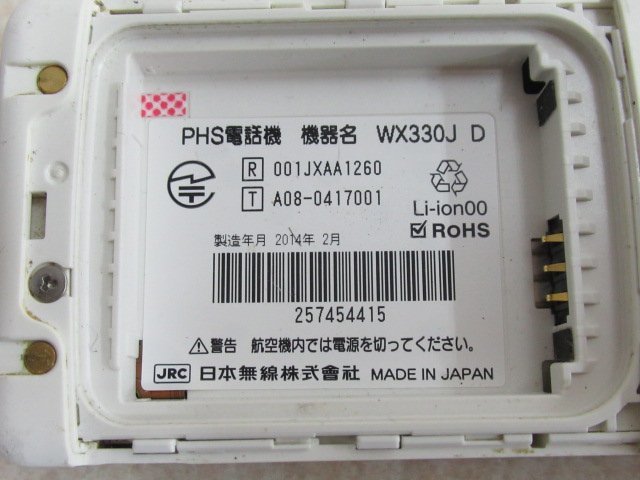 PHS電話機 機器名 WX330J D
R 001JXAA1260
T A08-0417001
Li-ion00
RoHS
製造年月 2014年 2月
257454415
警告 航空機内では電源を切ってください。
JRC 日本無線株式會社 MADE IN JAPAN